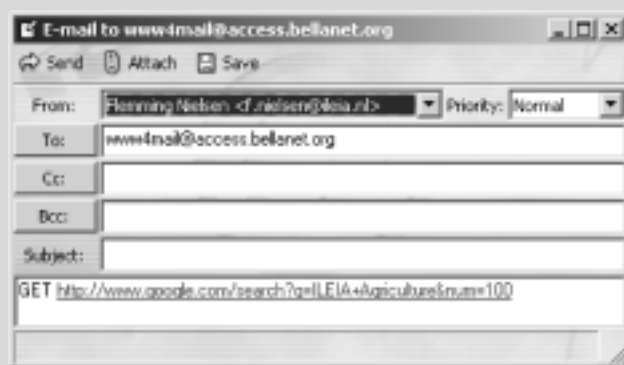 E-mail to www4mail@access.bellanet.org
Send Attach Save
From: Flemming Nielsen <f.nielsen@ileia.nl> Priority: Normal
To: www4mail@access.bellanet.org
Cc:
Bcc:
Subject:
GET http://www.google.com/search?q=ILEIA+Agriculture&num=100